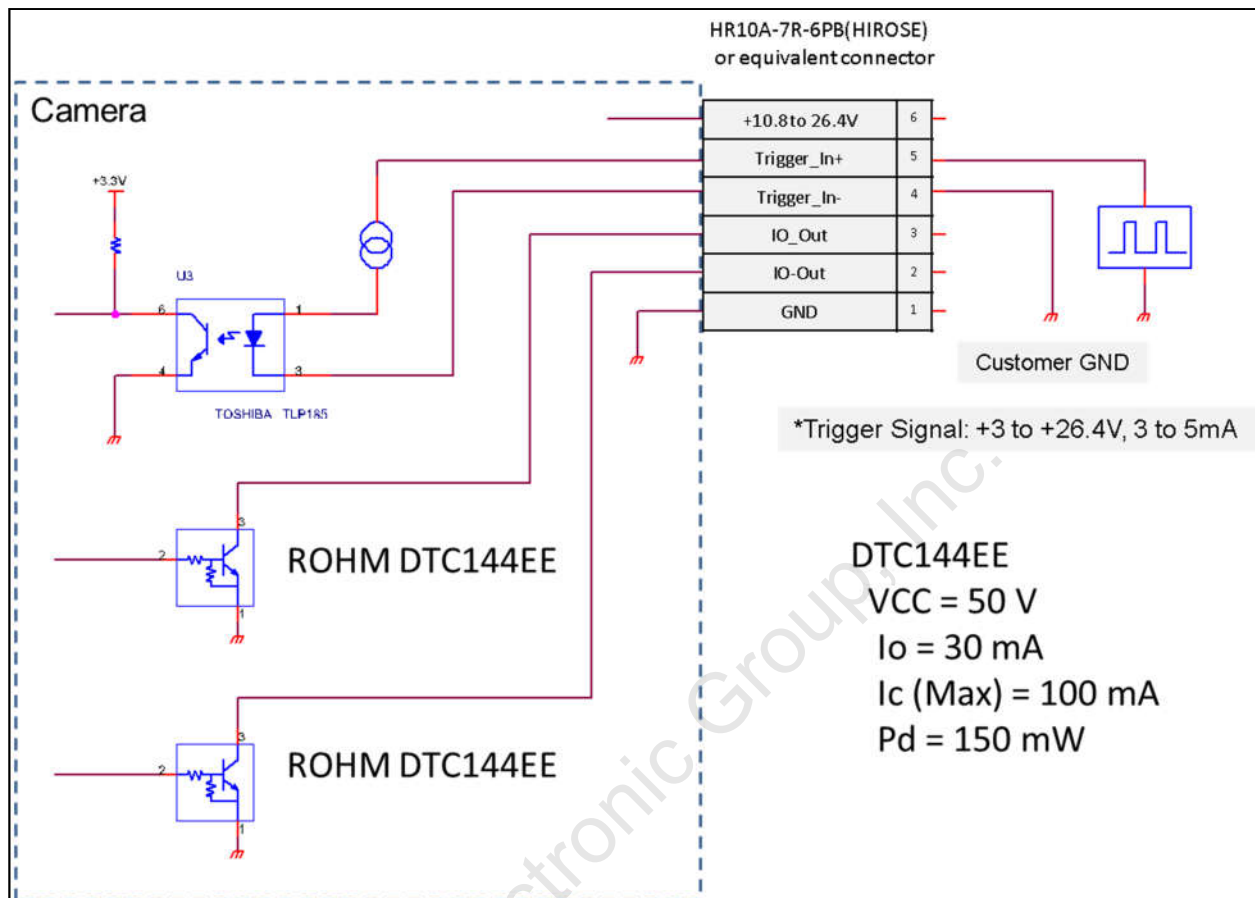 HR10A-7R-6PB(HIROSE)
or equivalent connector
Camera
+10.8 to 26.4V 6
Trigger_In+ 5
Trigger_In- 4
IO_Out 3
IO-Out 2
GND 1
+3.3V
U3
6
1
4
3
TOSHIBA TLP185
Customer GND
*Trigger Signal: +3 to +26.4V, 3 to 5mA
3
2
ROHM DTC144EE
1
DTC144EE
VCC = 50 V
Io = 30 mA
Ic (Max) = 100 mA
Pd = 150 mW
3
2
ROHM DTC144EE
1
ctronic Group, Inc.